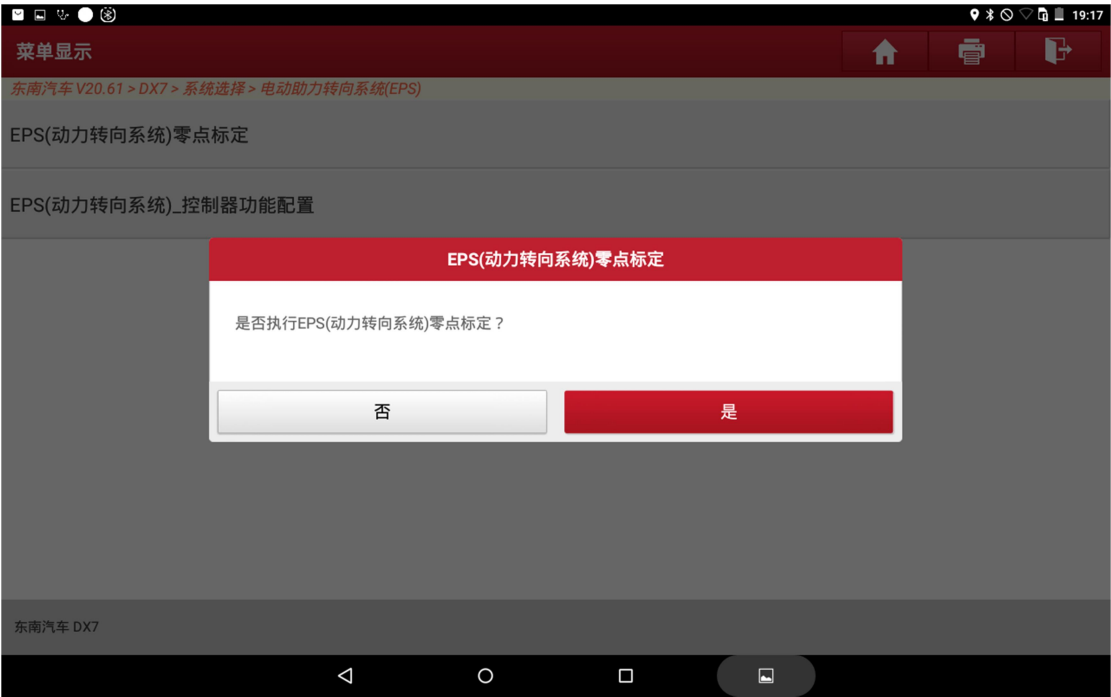 19:17
菜单显示
东南汽车 V20.61 > DX7 > 系统选择 > 电动助力转向系统(EPS)
EPS(动力转向系统)零点标定
EPS(动力转向系统)_控制器功能配置
EPS(动力转向系统)零点标定
是否执行EPS(动力转向系统)零点标定？
否
是
东南汽车 DX7